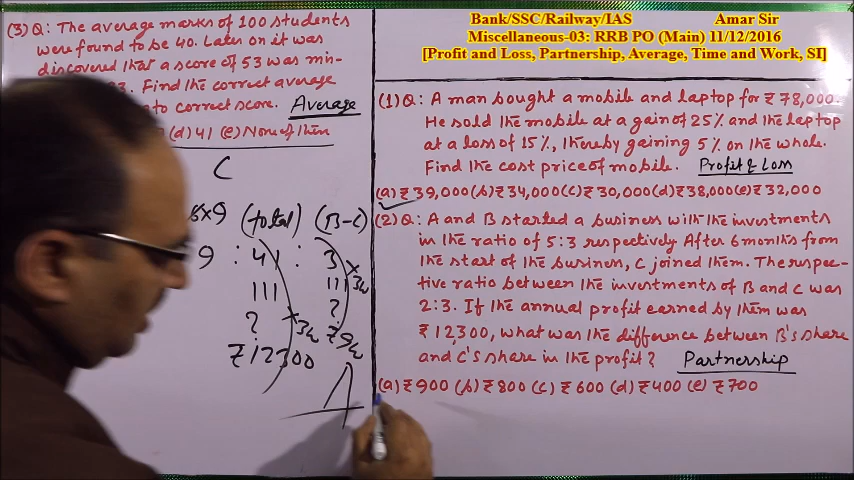 Bank/SSC/Railway/IAS Amar Sir
Miscellaneous-03: RRB PO (Main) 11/12/2016
[Profit and Loss, Partnership, Average, Time and Work, SI]
(3) Q: The average marks of 100 students
were found to be 40. Later on it was
discovered that a score of 53 was min-
3. Find the correct average
to correct score. Average
(d) 41 (e) None of them
C
8×9 (total) (B-C)
9 : 41 : 3
111 111 ×300
? ×300 ?
₹12300 ₹900
A
(1) Q: A man bought a mobile and laptop for ₹78,000.
He sold the mobile at a gain of 25% and the laptop
at a loss of 15%, thereby gaining 5% on the whole.
Find the cost price of mobile. Profit & Loss
(a) ₹39,000 (b) ₹34,000 (c) ₹30,000 (d) ₹38,000 (e) ₹32,000
(2) Q: A and B started a business with the investments
in the ratio of 5:3 respectively. After 6 months from
the start of the business, C joined them. The respec-
tive ratio between the investments of B and C was
2:3. If the annual profit earned by them was
₹12,300, what was the difference between B's share
and C's share in the profit? Partnership
(a) ₹900 (b) ₹800 (c) ₹600 (d) ₹400 (e) ₹700